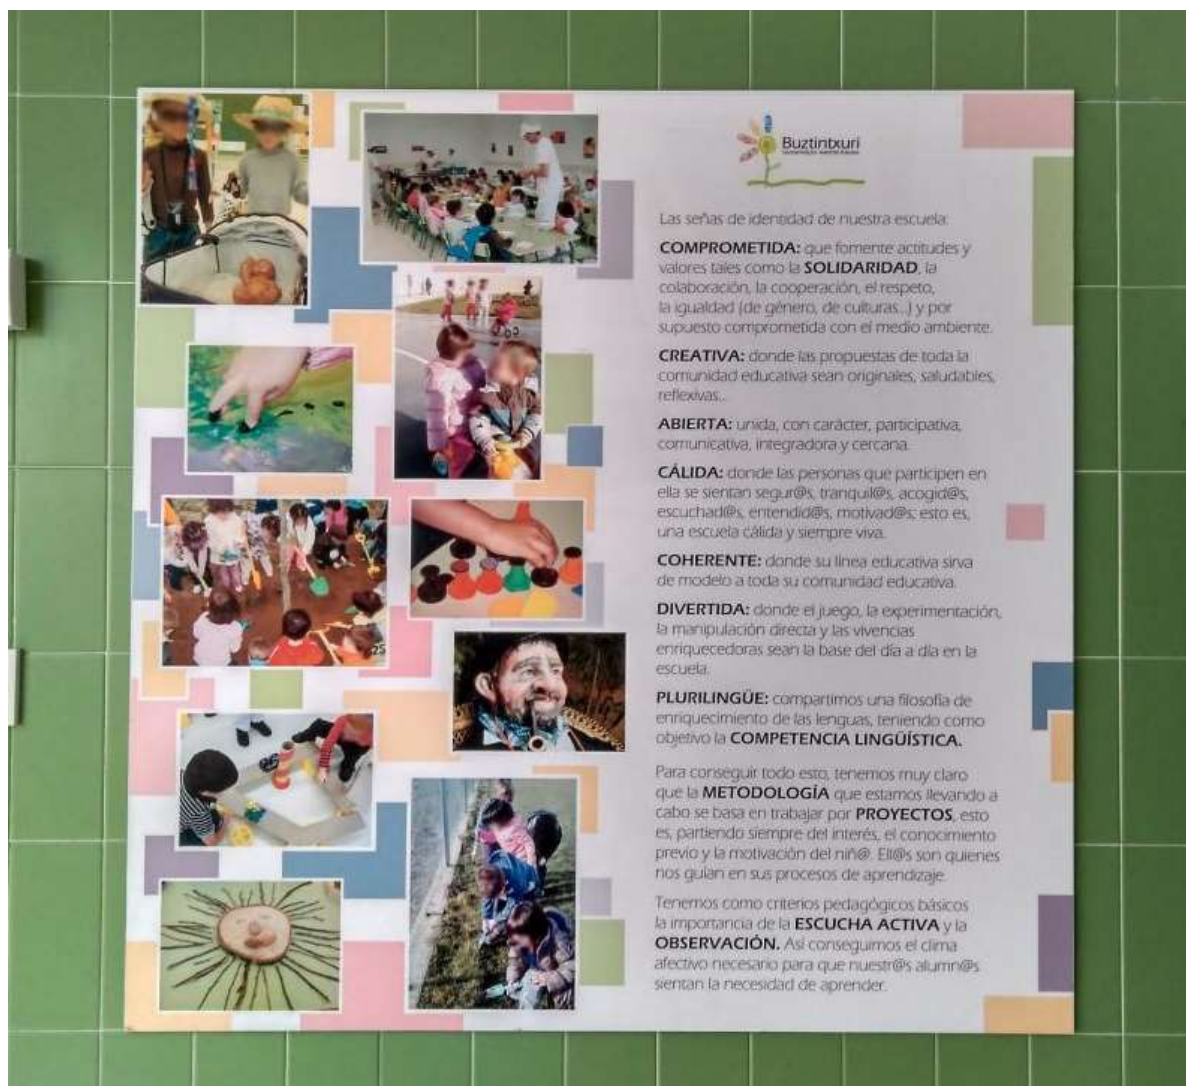 Buztintxuri
Las señas de identidad de nuestra escuela:
COMPROMETIDA: que fomente actitudes y
valores tales como la SOLIDARIDAD, la
colaboración, la cooperación, el respeto,
la igualdad (de género, de culturas...) y por
supuesto comprometida con el medio ambiente.
CREATIVA: donde las propuestas de toda la
comunidad educativa sean originales, saludables,
reflexivas...
ABIERTA: unida, con carácter, participativa,
comunicativa, integradora y cercana.
CÁLIDA: donde las personas que participen en
ella se sientan segur@s, tranquil@s, acogid@s,
escuchad@s, entendid@s, motivad@s; esto es,
una escuela cálida y siempre viva.
COHERENTE: donde su línea educativa sirva
de modelo a toda su comunidad educativa.
DIVERTIDA: donde el juego, la experimentación,
la manipulación directa y las vivencias
enriquecedoras sean la base del día a día en la
escuela.
PLURILINGÜE: compartimos una filosofía de
enriquecimiento de las lenguas, teniendo como
objetivo la COMPETENCIA LINGÜÍSTICA.
Para conseguir todo esto, tenemos muy claro
que la METODOLOGÍA que estamos llevando a
cabo se basa en trabajar por PROYECTOS, esto
es, partiendo siempre del interés, el conocimiento
previo y la motivación del niñ@. Ell@s son quienes
nos guían en sus procesos de aprendizaje.
Tenemos como criterios pedagógicos básicos
la importancia de la ESCUCHA ACTIVA y la
OBSERVACIÓN. Así conseguimos el clima
afectivo necesario para que nuestr@s alumn@s
sientan la necesidad de aprender.